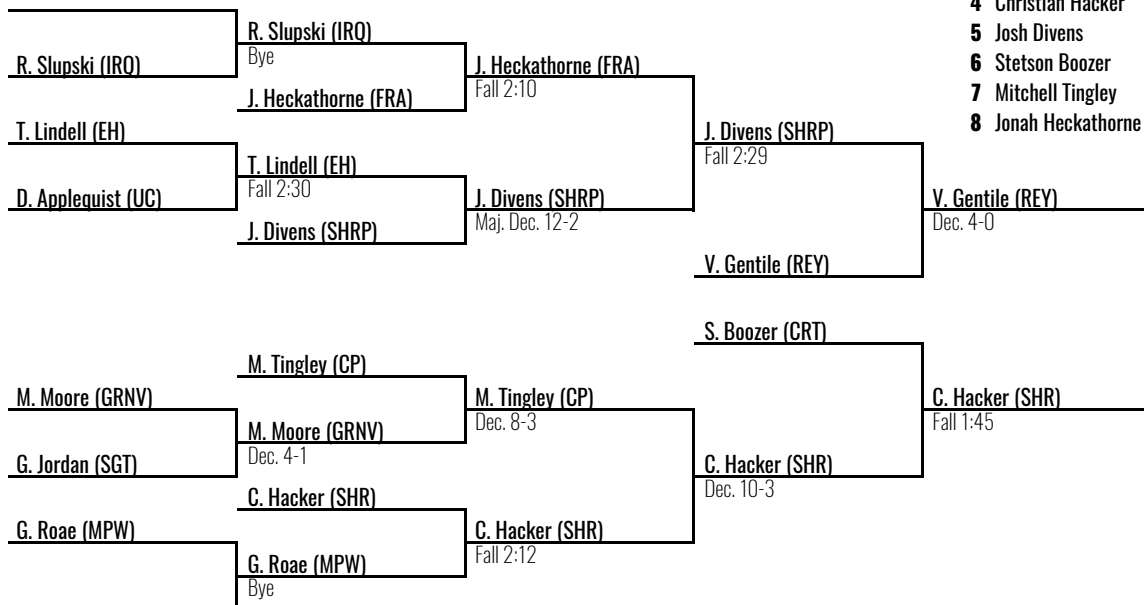 4 Christian Hacker
5 Josh Divens
6 Stetson Boozer
7 Mitchell Tingley
8 Jonah Heckathorne
R. Slupski (IRQ)
R. Slupski (IRQ)
Bye
J. Heckathorne (FRA)
J. Heckathorne (FRA)
Fall 2:10
T. Lindell (EH)
D. Applequist (UC)
T. Lindell (EH)
Fall 2:30
J. Divens (SHRP)
J. Divens (SHRP)
Maj. Dec. 12-2
J. Divens (SHRP)
Fall 2:29
V. Gentile (REY)
V. Gentile (REY)
Dec. 4-0
S. Boozer (CRT)
M. Tingley (CP)
M. Moore (GRNV)
G. Jordan (SGT)
M. Moore (GRNV)
Dec. 4-1
M. Tingley (CP)
Dec. 8-3
C. Hacker (SHR)
G. Roae (MPW)
G. Roae (MPW)
Bye
C. Hacker (SHR)
Fall 2:12
C. Hacker (SHR)
Dec. 10-3
C. Hacker (SHR)
Fall 1:45